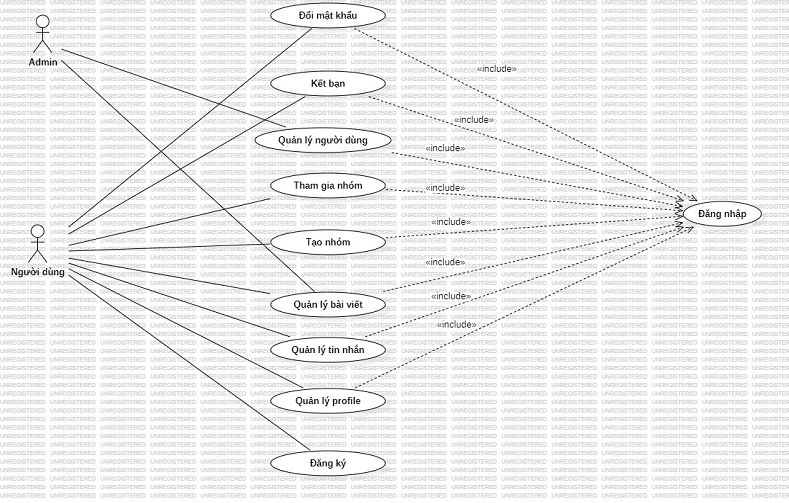 Đổi mật khẩu
Admin
«include»
Kết bạn
«include»
Quản lý người dùng
«include»
Tham gia nhóm
«include»
Đăng nhập
«include»
Tạo nhóm
Người dùng
«include»
Quản lý bài viết
«include»
«include»
Quản lý tin nhắn
Quản lý profile
Đăng ký
UNREGISTERED